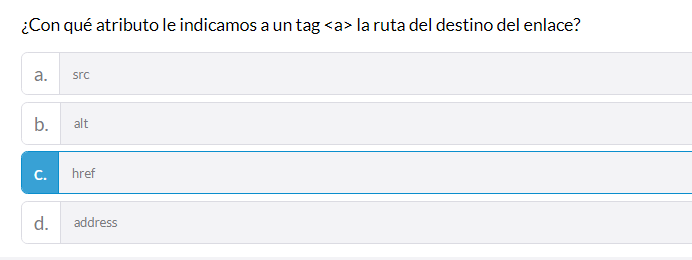 ¿Con qué atributo le indicamos a un tag <a> la ruta del destino del enlace?
a. src
b. alt
c. href
d. address